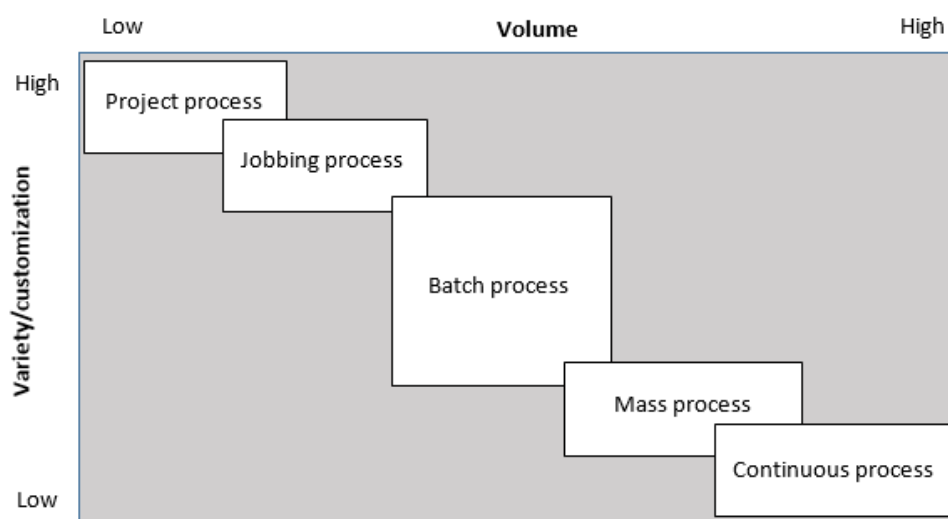 Low
Volume
High
High
Project process
Jobbing process
Variety/customization
Batch process
Mass process
Continuous process
Low